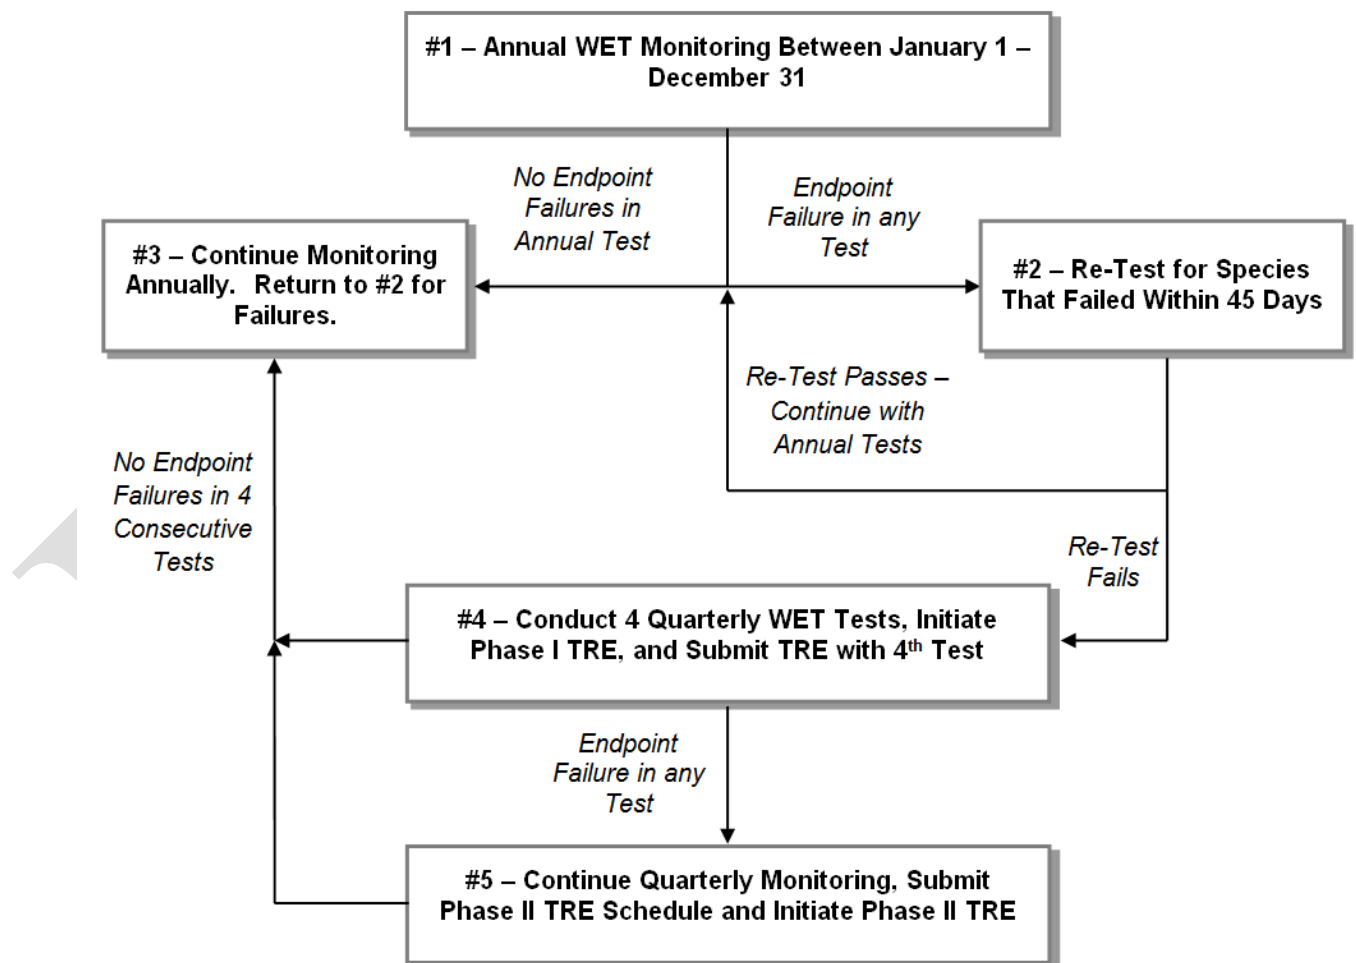 #1 – Annual WET Monitoring Between January 1 –
December 31
No Endpoint
Failures in
Annual Test
Endpoint
Failure in any
Test
#3 – Continue Monitoring
Annually.  Return to #2 for
Failures.
#2 – Re-Test for Species
That Failed Within 45 Days
Re-Test Passes –
Continue with
Annual Tests
No Endpoint
Failures in 4
Consecutive
Tests
Re-Test
Fails
#4 – Conduct 4 Quarterly WET Tests, Initiate
Phase I TRE, and Submit TRE with 4th Test
Endpoint
Failure in any
Test
#5 – Continue Quarterly Monitoring, Submit
Phase II TRE Schedule and Initiate Phase II TRE